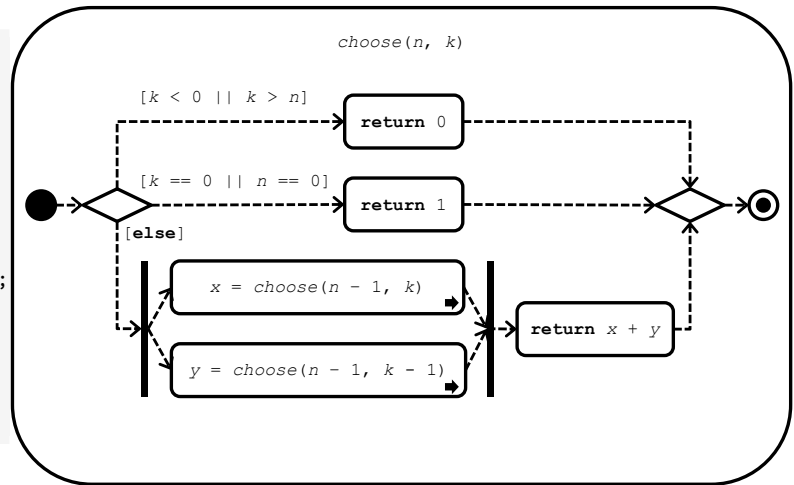 choose(n, k)
[k < 0 || k > n]
return 0
[k == 0 || n == 0]
return 1
[else]
;
x = choose(n – 1, k)
return x + y
y = choose(n – 1, k - 1)